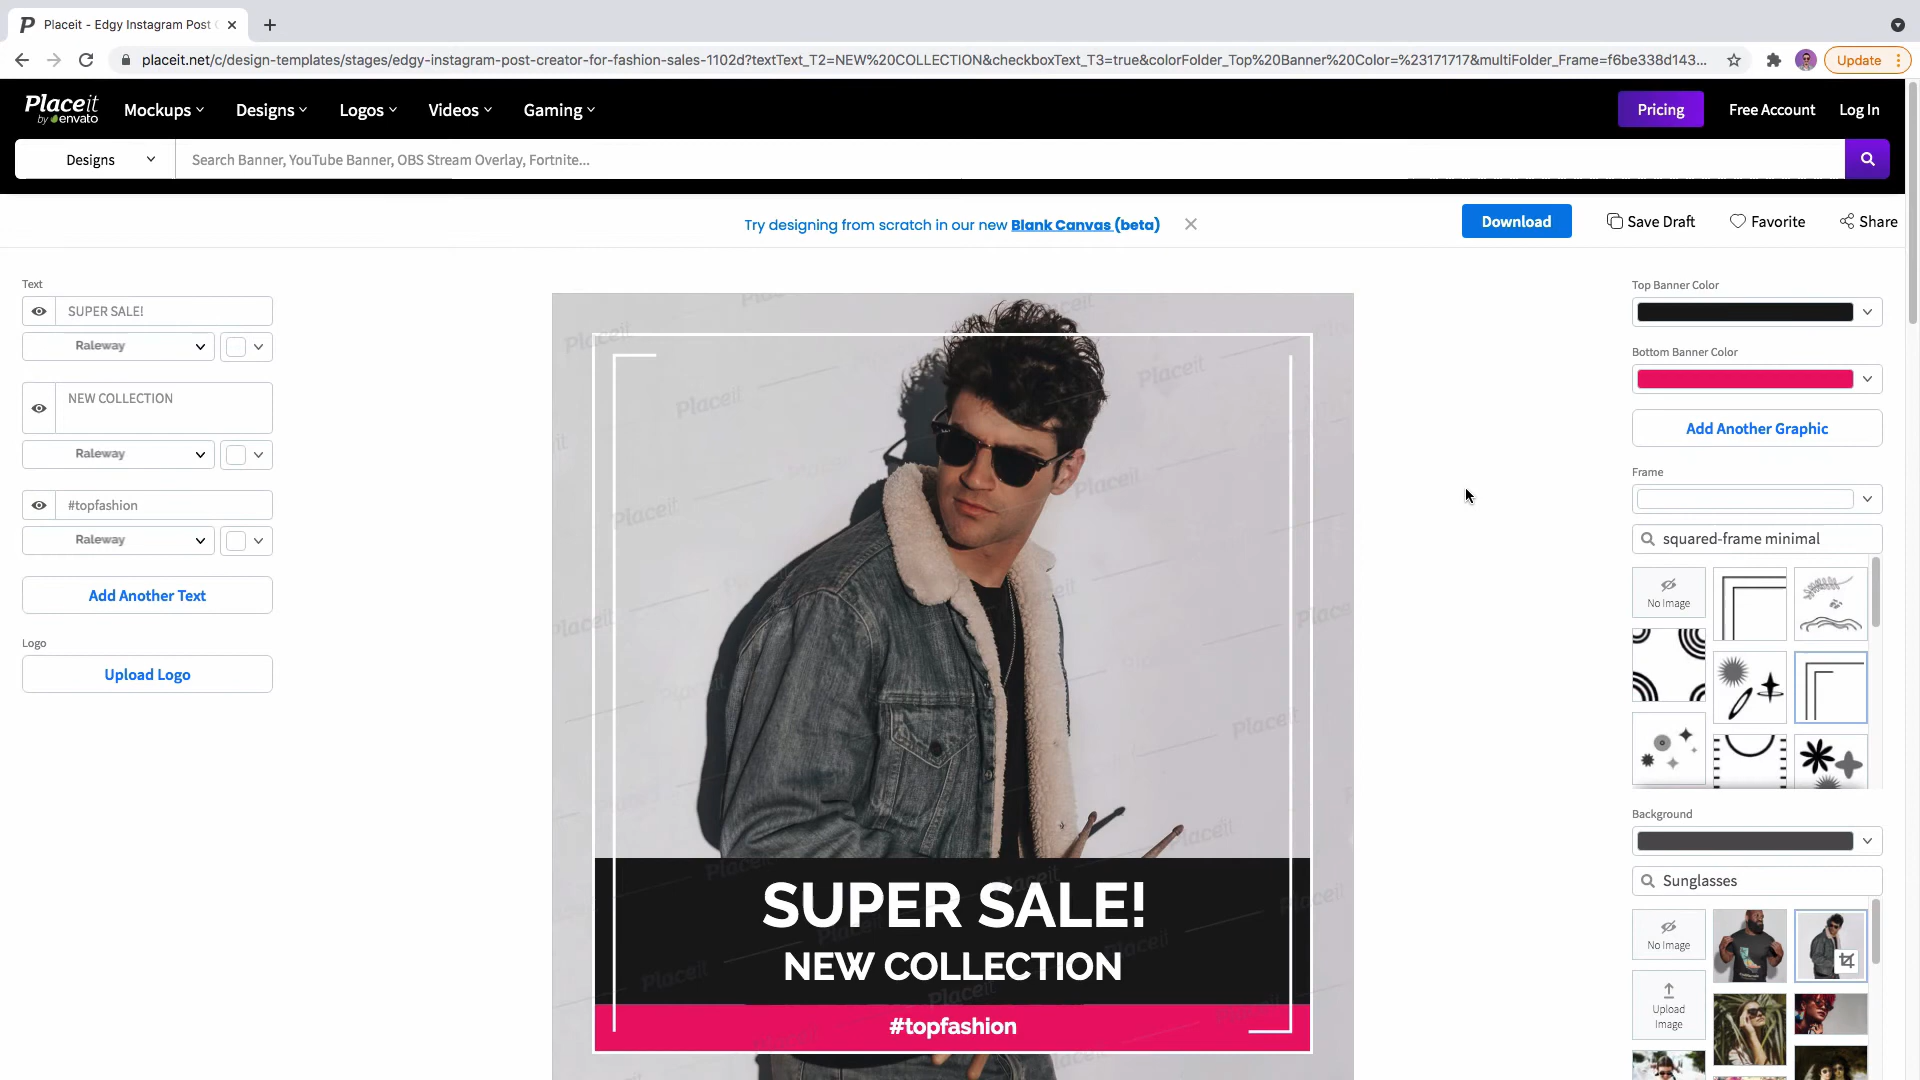 Placeit - Edgy Instagram Post
placeit.net/c/design-templates/stages/edgy-instagram-post-creator-for-fashion-sales-1102d?textText_T2=NEW%20COLLECTION&checkboxText_T3=true&colorFolder_Top%20Banner%20Color=%23171717&multiFolder_Frame=f6be338d143...
Update
Placeit
by envato
Mockups
Designs
Logos
Videos
Gaming
Pricing
Free Account
Log In
Designs
Search Banner, YouTube Banner, OBS Stream Overlay, Fortnite...
Try designing from scratch in our new Blank Canvas (beta)
Download
Save Draft
Favorite
Share
Text
SUPER SALE!
Raleway
NEW COLLECTION
Raleway
#topfashion
Raleway
Add Another Text
Logo
Upload Logo
Placeit
SUPER SALE!
NEW COLLECTION
#topfashion
Top Banner Color
Bottom Banner Color
Add Another Graphic
Frame
squared-frame minimal
No Image
Background
Sunglasses
No Image
Upload
Image